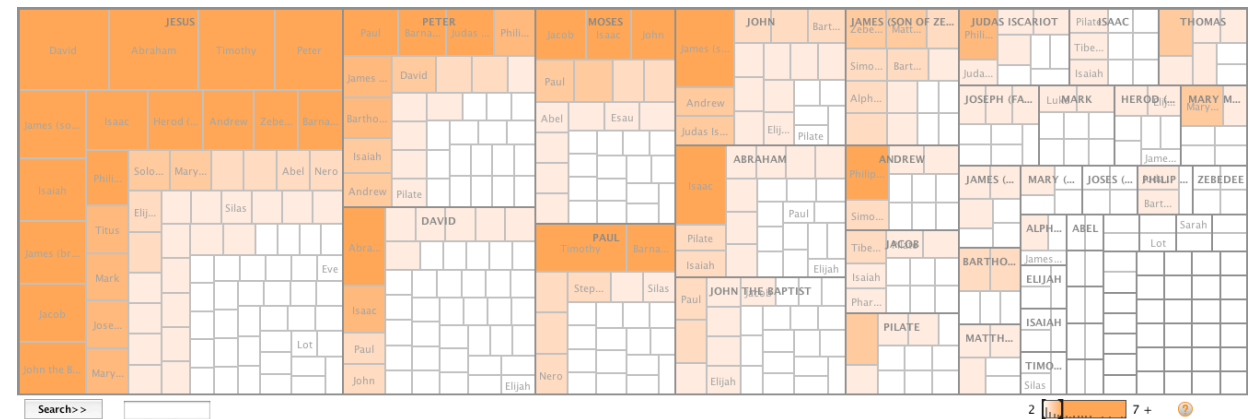 JESUS
David
Abraham
Timothy
Peter
James (so...
Isaac
Herod (...
Andrew
Zebe...
Barna...
Isaiah
Phili...
Solo...
Mary...
Abel
Nero
James (br...
Titus
Elij...
Silas
Mark
Eve
Jacob
Jose...
Lot
John the B...
Mary...
PETER
Paul
Barna...
Judas ...
Phili...
James ...
David
Bartho...
Isaiah
Andrew
Pilate
DAVID
Abra...
Isaac
Paul
John
Elijah
MOSES
Jacob
Isaac
John
Paul
Abel
Esau
PAUL
Timothy
Barna...
Step...
Silas
Nero
JOHN
James (s...
Bart...
Andrew
Judas Is...
Elij...
Pilate
ABRAHAM
Isaac
Paul
Pilate
Isaiah
Elijah
JOHN THE BAPTIST
Paul
Jacob
Elijah
JAMES (SON OF ZE...
Zebe...
Matt...
Simo...
Bart...
Alph...
ANDREW
Philip...
Simo...
JACOB
Tibe...
Isaiah
Phar...
PILATE
JUDAS ISCARIOT
Phili...
Juda...
ISAAC
Pilate
Tibe...
Isaiah
THOMAS
JOSEPH (FA...
MARK
Luke
HEROD (...
Elij...
Jame...
MARY M...
Mary...
JAMES (...
MARY (...
JOSES (...
PHILIP ...
Bart...
ZEBEDEE
BARTHO...
ALPH...
James...
ABEL
Lot
Sarah
ELIJAH
ISAIAH
MATTH...
TIMO...
Silas
Search>>
2
7 +
?